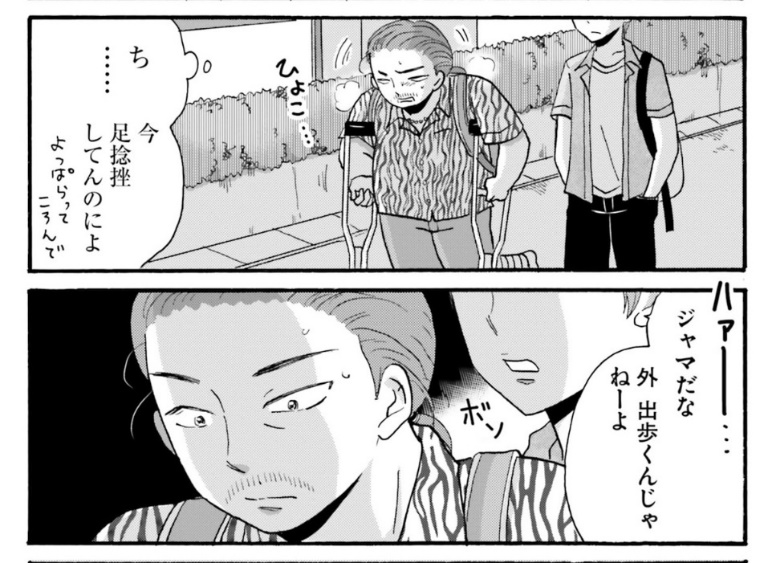 ち
……
今
足捻挫
してんのによ
よっぱらって
ころんで
ひょこ…
ハァー…
ジャマだな
外 出歩くんじゃ
ねーよ
ボソ